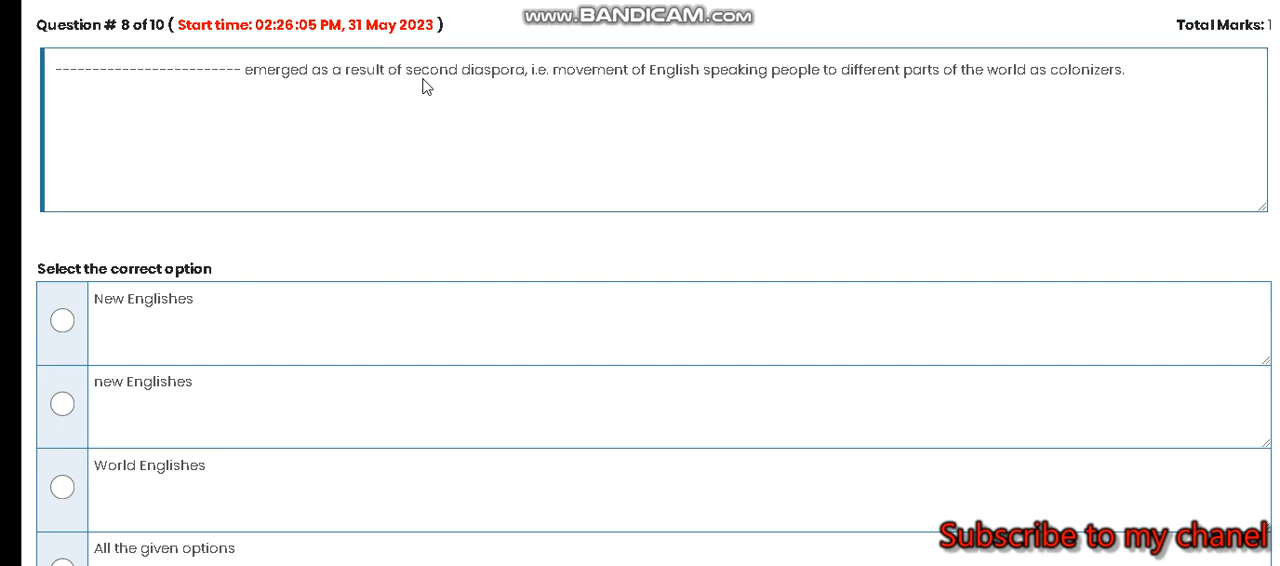 www.BANDICAM.com
Question # 8 of 10 ( Start time: 02:26:05 PM, 31 May 2023 )
Total Marks: 1
------------------------- emerged as a result of second diaspora, i.e. movement of English speaking people to different parts of the world as colonizers.
Select the correct option
New Englishes
new Englishes
World Englishes
All the given options
Subscribe to my chanel